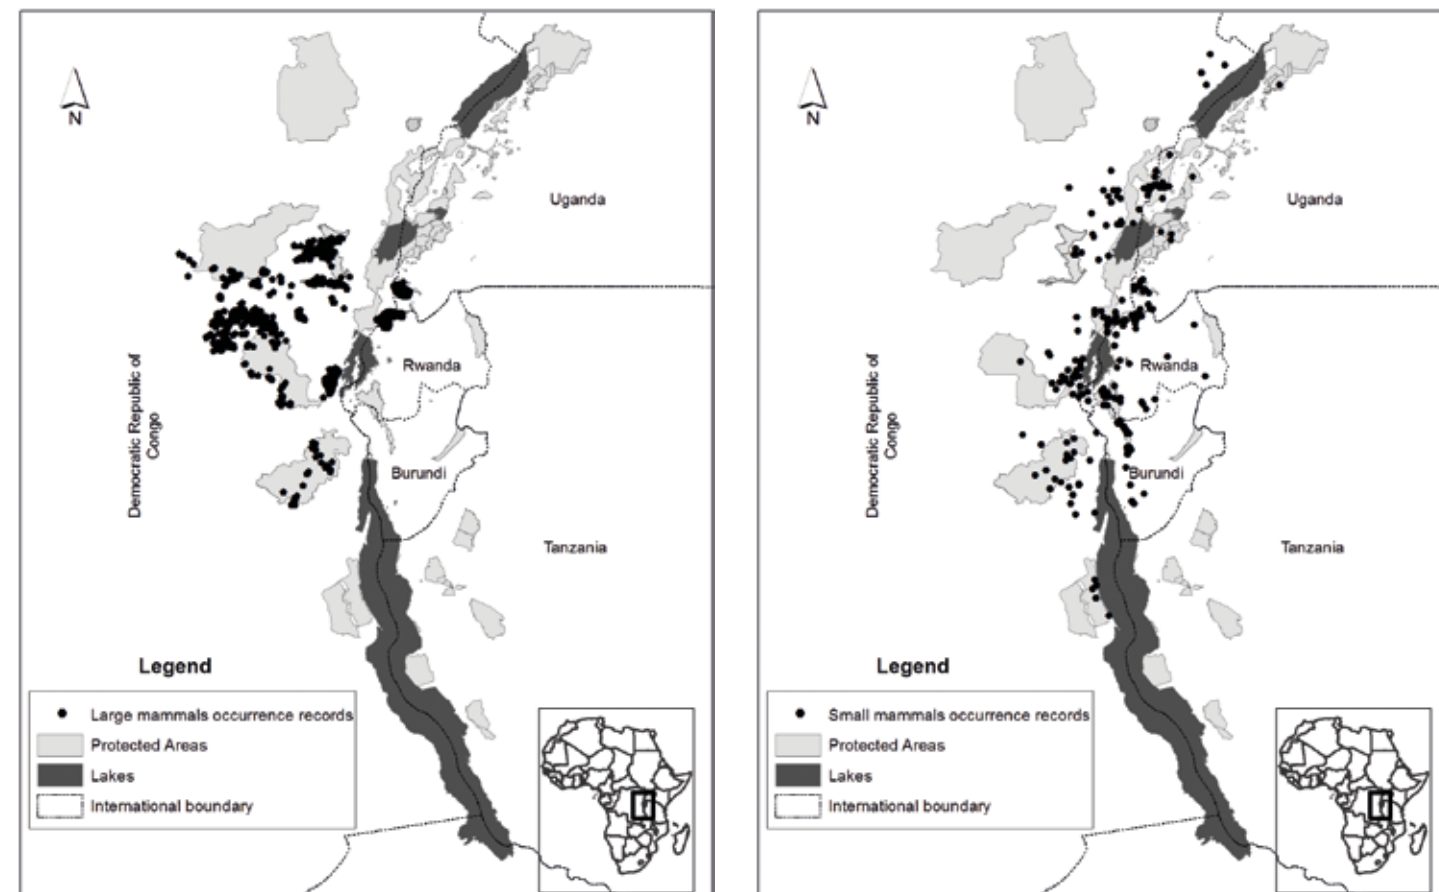 N
Uganda
Rwanda
Democratic Republic of
Congo
Burundi
Tanzania
Legend
Large mammals occurrence records
Protected Areas
Lakes
International boundary
N
Uganda
Rwanda
Democratic Republic of
Congo
Burundi
Tanzania
Legend
Small mammals occurrence records
Protected Areas
Lakes
International boundary